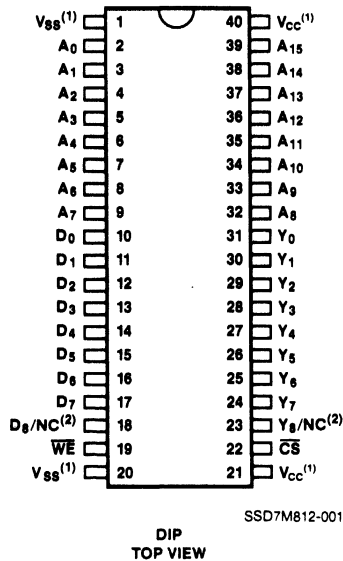 VSS(1) 1 40 VCC(1)
A0 2 39 A15
A1 3 38 A14
A2 4 37 A13
A3 5 36 A12
A4 6 35 A11
A5 7 34 A10
A6 8 33 A9
A7 9 32 A8
D0 10 31 Y0
D1 11 30 Y1
D2 12 29 Y2
D3 13 28 Y3
D4 14 27 Y4
D5 15 26 Y5
D6 16 25 Y6
D7 17 24 Y7
D8/NC(2) 18 23 Y8/NC(2)
W̅E̅ 19 22 C̅S̅
VSS(1) 20 21 VCC(1)
SSD7M812-001
DIP
TOP VIEW